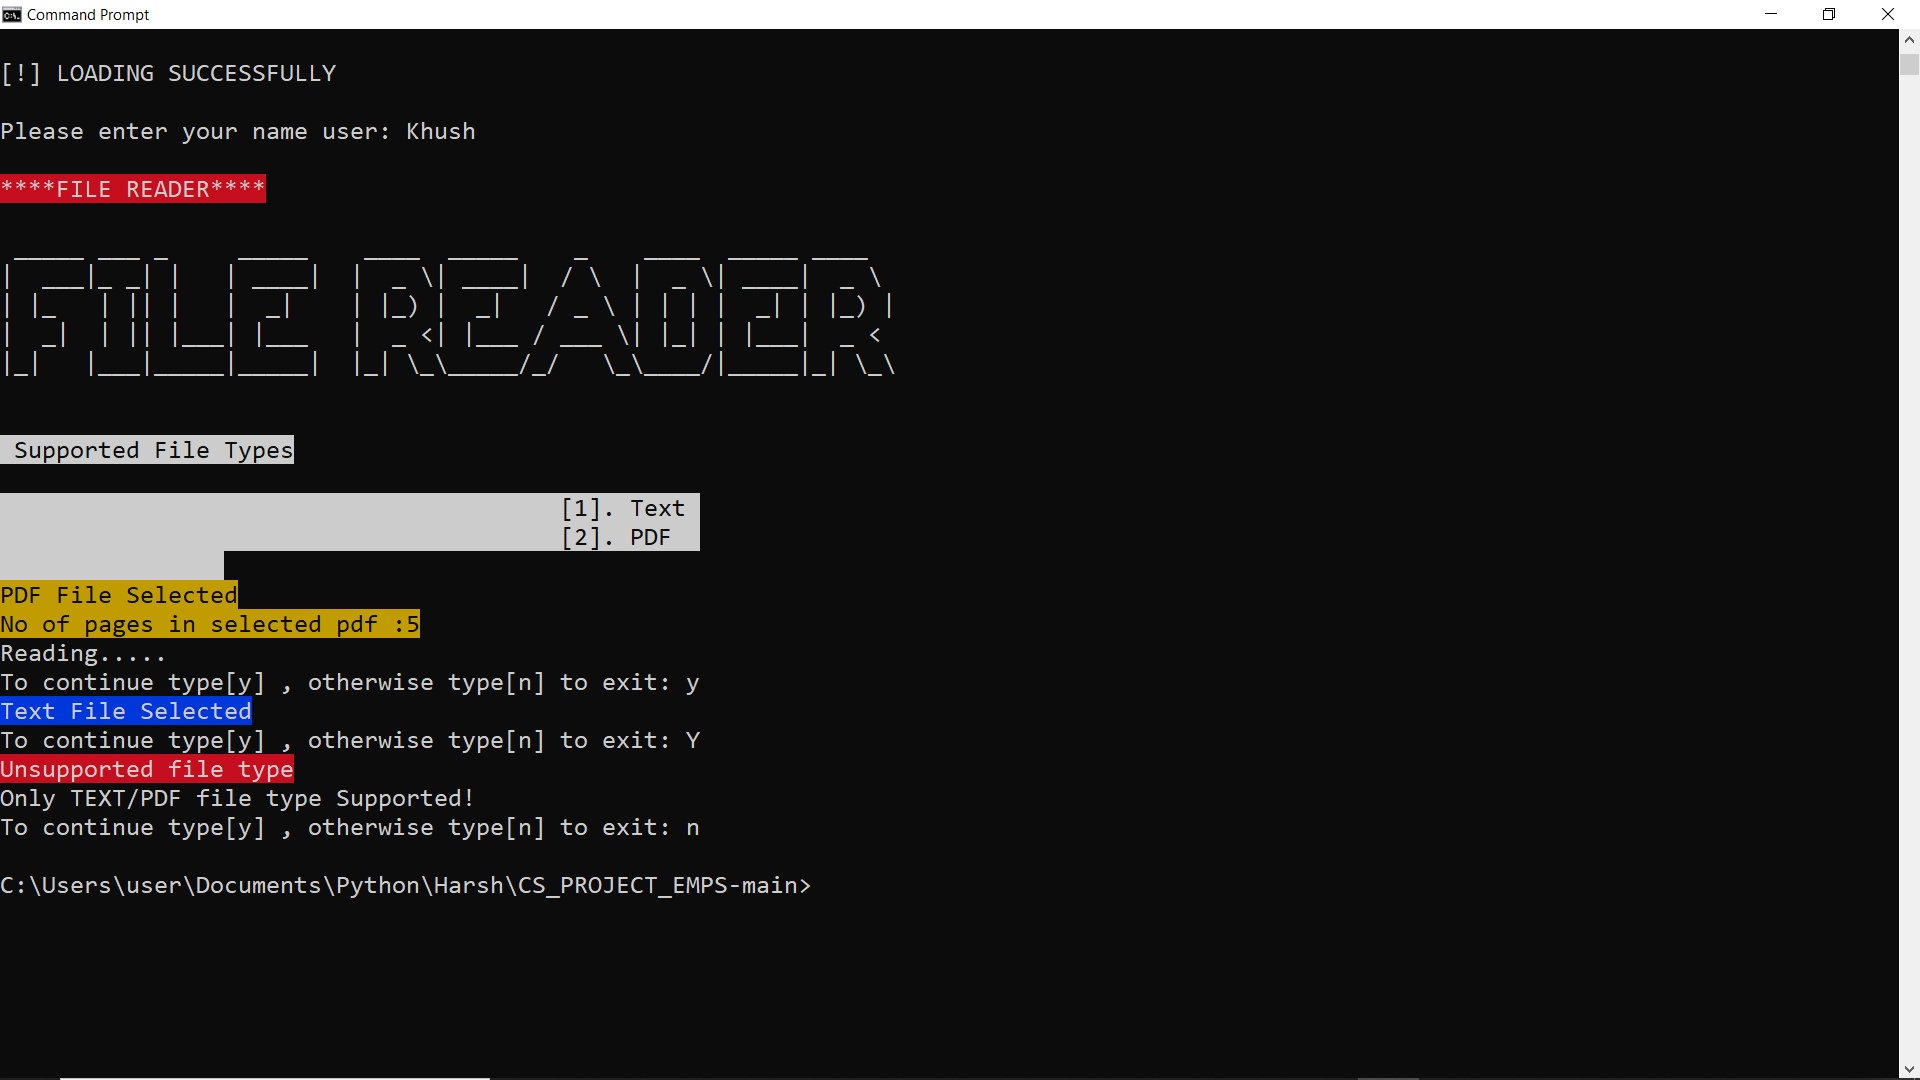 Command Prompt
[!] LOADING SUCCESSFULLY
Please enter your name user: Khush
****FILE READER****
FILE READER
Supported File Types
[1]. Text
[2]. PDF
PDF File Selected
No of pages in selected pdf :5
Reading.....
To continue type[y] , otherwise type[n] to exit: y
Text File Selected
To continue type[y] , otherwise type[n] to exit: Y
Unsupported file type
Only TEXT/PDF file type Supported!
To continue type[y] , otherwise type[n] to exit: n
C:\Users\user\Documents\Python\Harsh\CS_PROJECT_EMPS-main>